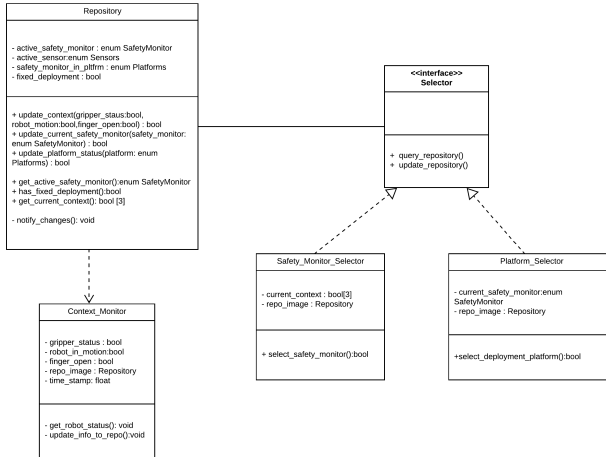 Repository
- active_safety_monitor : enum SafetyMonitor
- active_sensor:enum Sensors
- safety_monitor_in_pltfrm : enum Platforms
- fixed_deployment : bool
+ update_context(gripper_staus:bool,
robot_motion:bool,finger_open:bool) : bool
+ update_current_safety_monitor(safety_monitor:
enum SafetyMonitor) : bool
+ update_platform_status(platform: enum
Platforms) : bool
+ get_active_safety_monitor():enum SafetyMonitor
+ has_fixed_deployment():bool
+ get_current_context(): bool [3]
- notify_changes(): void
<<interface>>
Selector
+ query_repository()
+ update_repository()
Safety_Monitor_Selector
- current_context : bool[3]
- repo_image : Repository
+ select_safety_monitor():bool
Platform_Selector
- current_safety_monitor:enum
SafetyMonitor
- repo_image : Repository
+select_deployment_platform():bool
Context_Monitor
- gripper_status : bool
- robot_in_motion:bool
- finger_open : bool
- repo_image : Repository
- time_stamp: float
- get_robot_status(): void
- update_info_to_repo():void